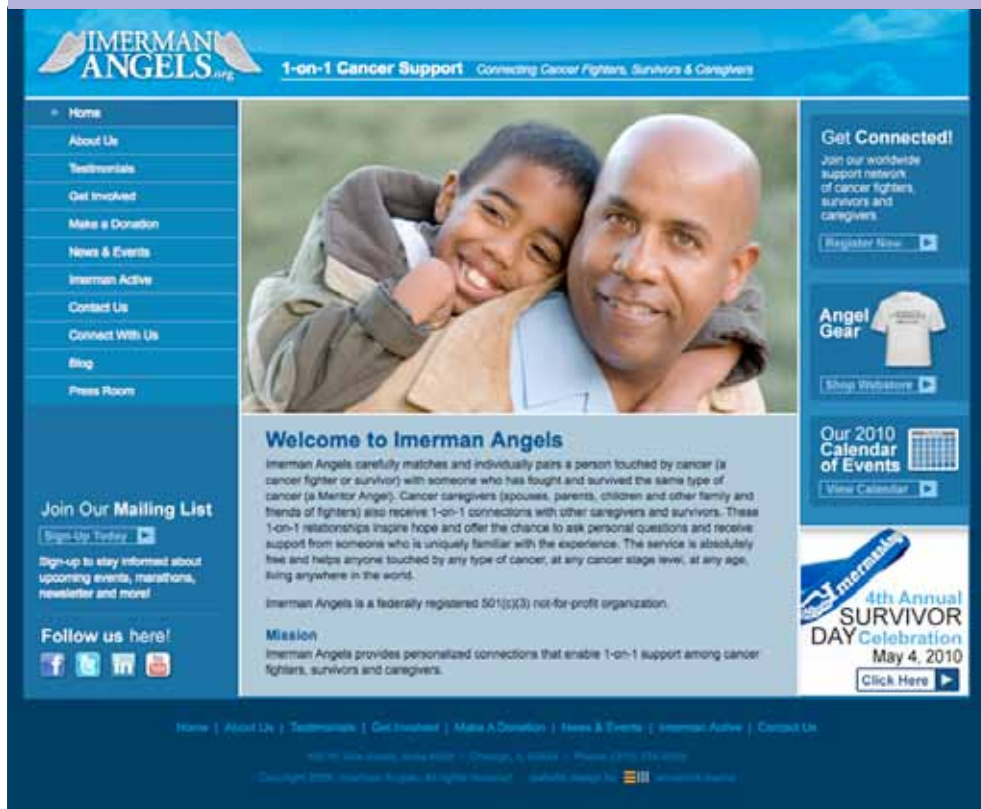 IMERMAN
ANGELS.org
1-on-1 Cancer Support Connecting Cancer Fighters, Survivors & Caregivers
Home
About Us
Testimonials
Get Involved
Make a Donation
News & Events
Imerman Active
Contact Us
Connect With Us
Blog
Press Room
Join Our Mailing List
Sign-Up Today
Sign-up to stay informed about
upcoming events, marathons,
newsletter and more!
Follow us here!
Welcome to Imerman Angels
Imerman Angels carefully matches and individually pairs a person touched by cancer (a
cancer fighter or survivor) with someone who has fought and survived the same type of
cancer (a Mentor Angel). Cancer caregivers (spouses, parents, children and other family and
friends of fighters) also receive 1-on-1 connections with other caregivers and survivors. These
1-on-1 relationships inspire hope and offer the chance to ask personal questions and receive
support from someone who is uniquely familiar with the experience. The service is absolutely
free and helps anyone touched by any type of cancer, at any cancer stage level, at any age,
living anywhere in the world.
Imerman Angels is a federally registered 501(c)(3) not-for-profit organization.
Mission
Imerman Angels provides personalized connections that enable 1-on-1 support among cancer
fighters, survivors and caregivers.
Get Connected!
Join our worldwide
support network
of cancer fighters,
survivors and
caregivers
Register Now
Angel
Gear
Shop Webstore
Our 2010
Calendar
of Events
View Calendar
4th Annual
SURVIVOR
DAY Celebration
May 4, 2010
Click Here
Home | About Us | Testimonials | Get Involved | Make A Donation | News & Events | Imerman Active | Contact Us